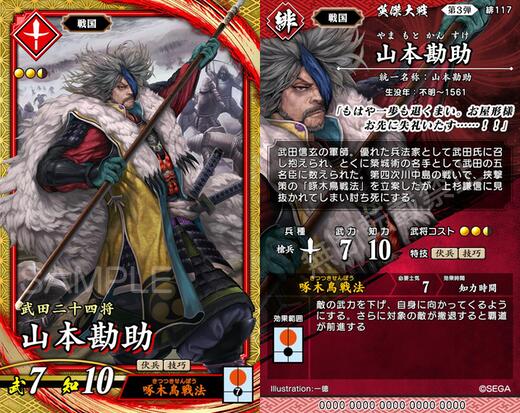 戦国
SAMPLE
武田二十四将
山本勘助
伏兵 技巧
武7 知10
きつつきせんぽう
啄木鳥戦法
7
緋
戦国
英傑大戦
第3弾
緋117
やまもとかんすけ
山本勘助
統一名称：山本勘助
生没年：不明～1561
『もはや一歩も退くまい。お屋形様
お先に失礼いたす……！！』
武田信玄の軍師。優れた兵法家として武田氏に召
し抱えられ、とくに築城術の名手として武田の五
名臣に数えられた。第四次川中島の戦いで、挟撃
策の「啄木鳥戦法」を立案したが、上杉謙信に見
抜かれてしまい討ち死にする。
兵種 武力 知力 武将コスト
槍兵 7 10 特技 伏兵 技巧
きつつきせんぽう 必要士気 効果時間
啄木鳥戦法 7 知力時間
効果範囲
敵の武力を下げ、自身に向かってくるよう
にする。さらに対象の敵が撤退すると覇道
が前進する
Illustration:一徳
©SEGA
0000 0000 0000 0000 0000